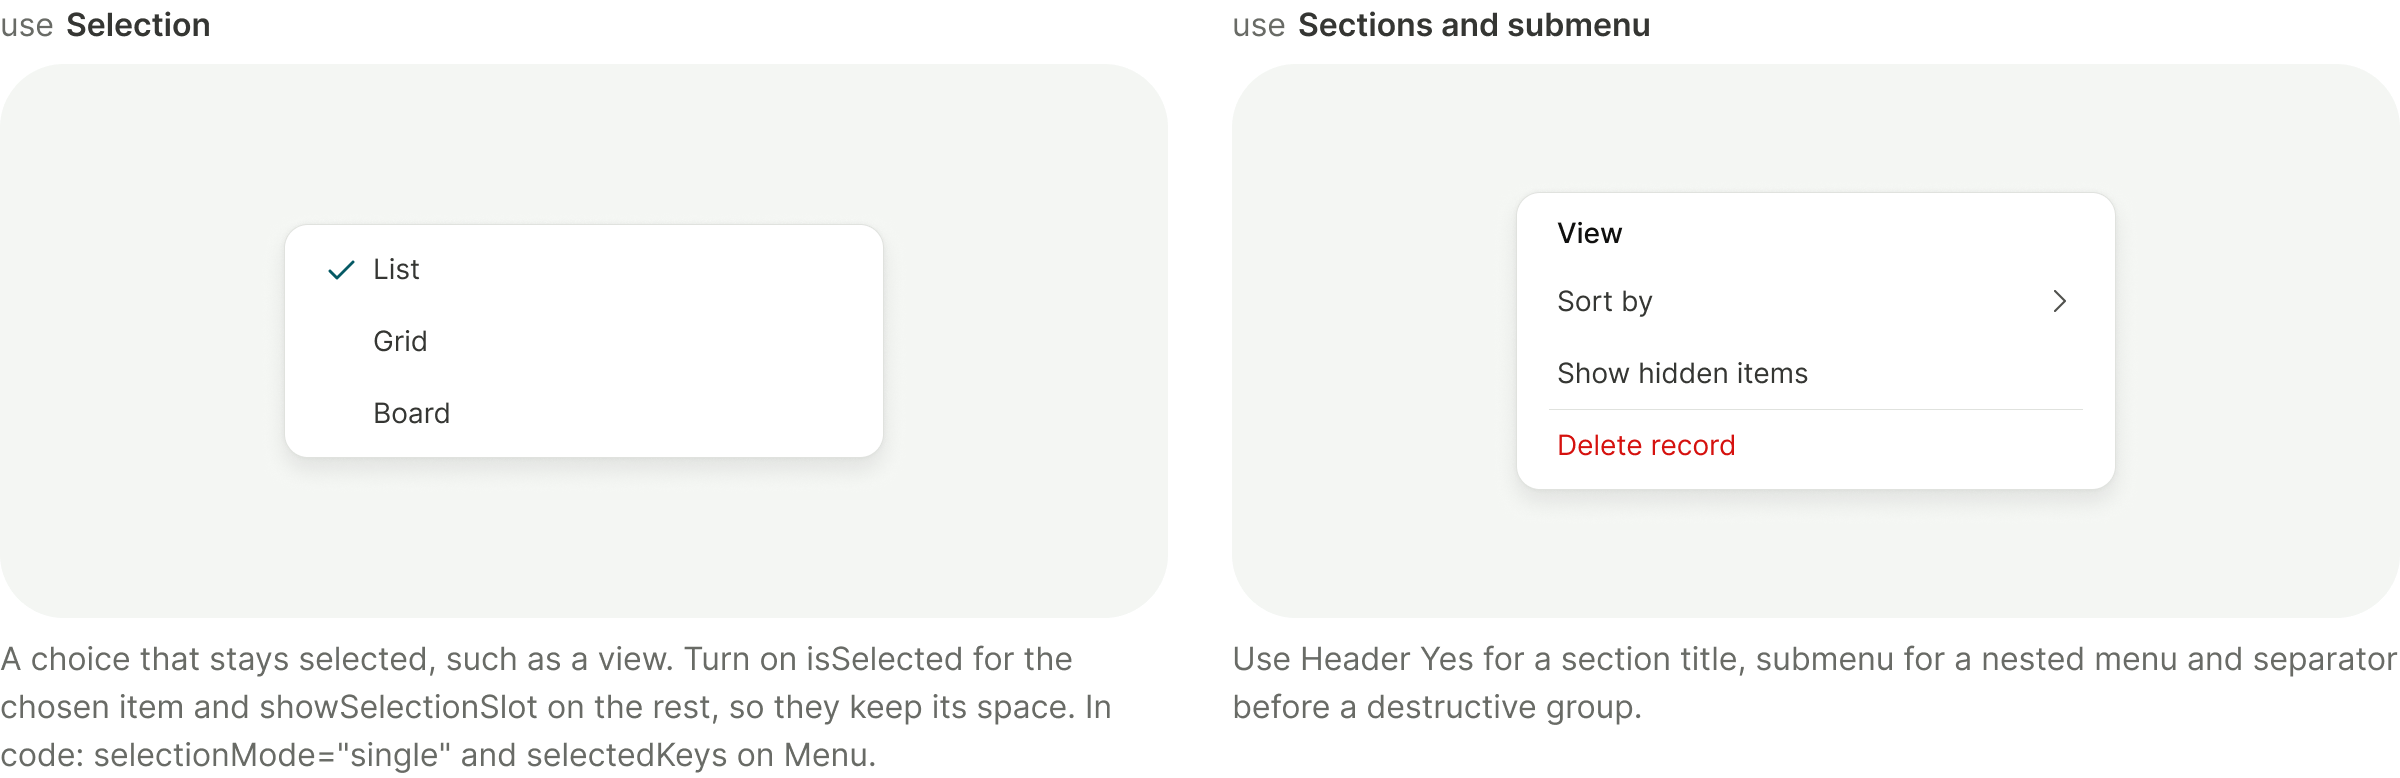 use Selection
List
Grid
Board
A choice that stays selected, such as a view. Turn on isSelected for the
chosen item and showSelectionSlot on the rest, so they keep its space. In
code: selectionMode="single" and selectedKeys on Menu.
use Sections and submenu
View
Sort by
Show hidden items
Delete record
Use Header Yes for a section title, submenu for a nested menu and separator
before a destructive group.